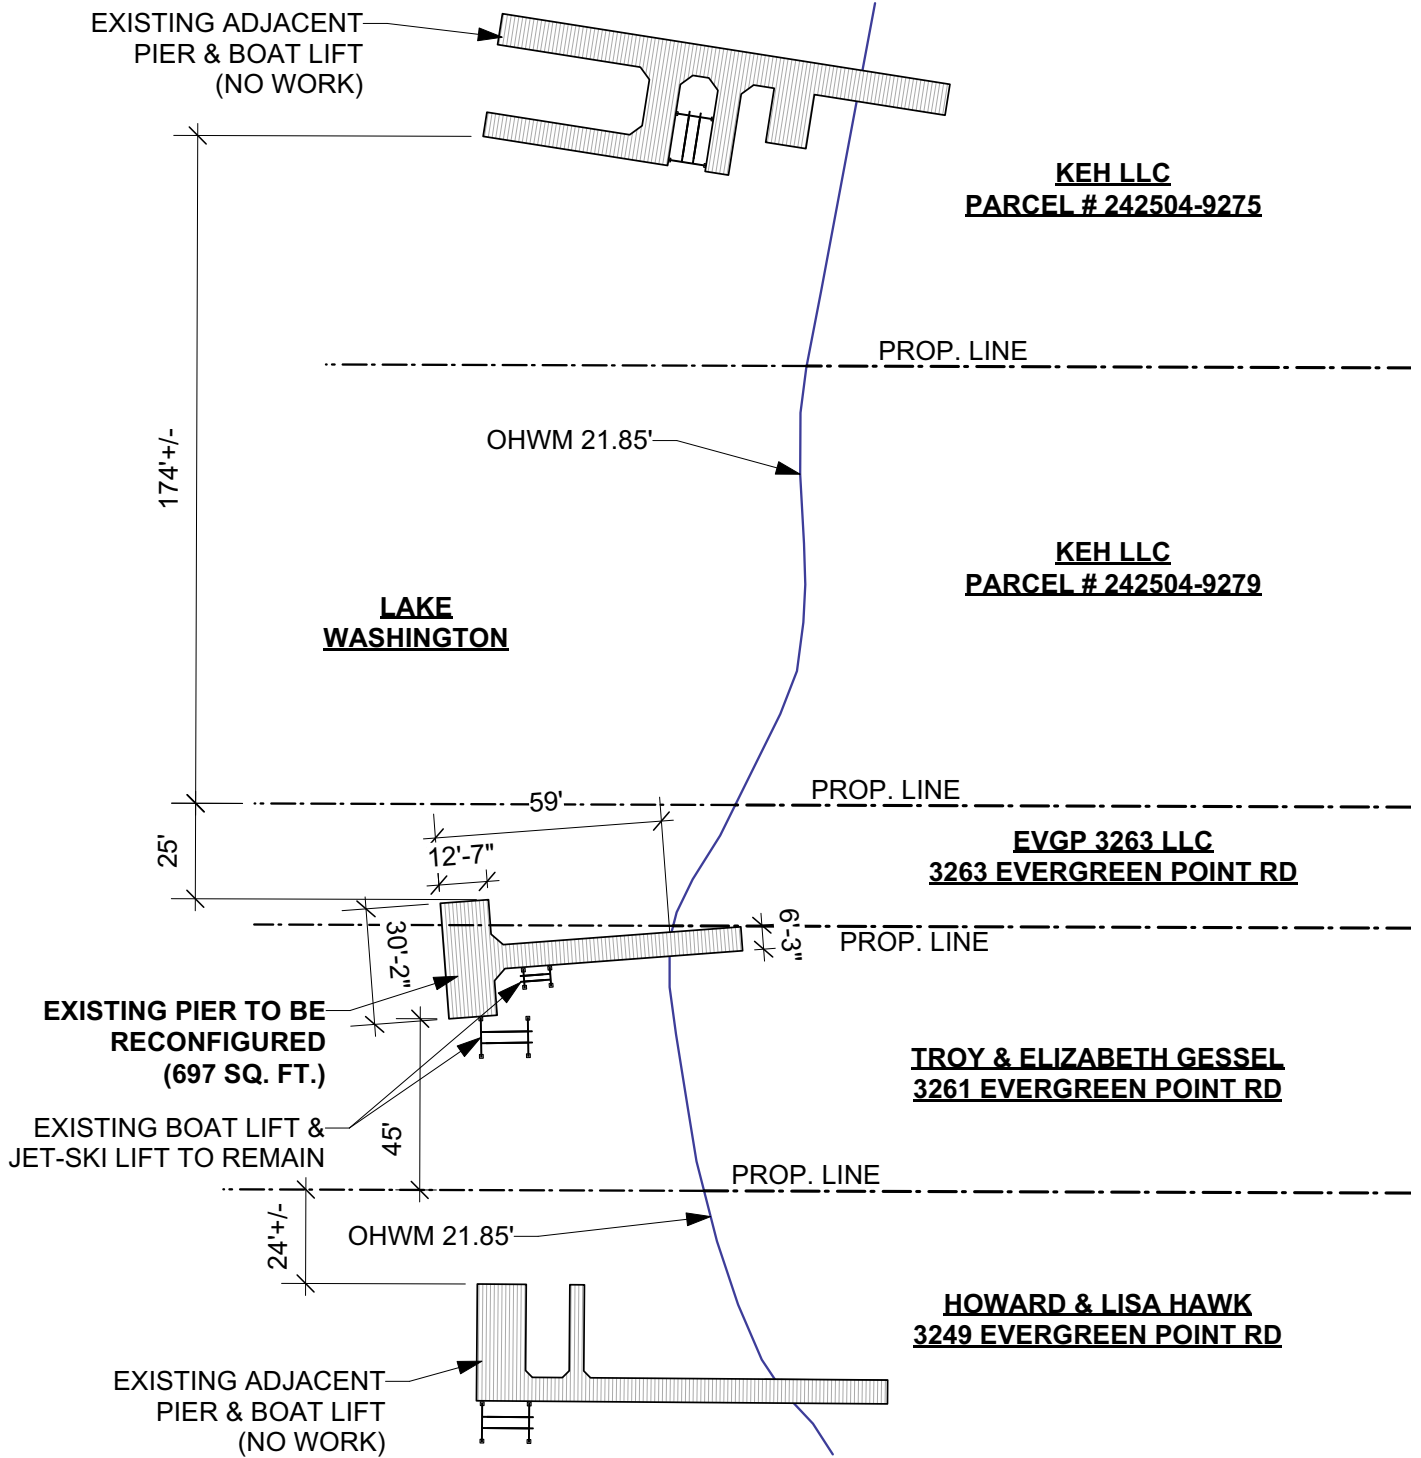 EXISTING ADJACENT
PIER & BOAT LIFT
(NO WORK)
KEH LLC
PARCEL # 242504-9275
PROP. LINE
OHWM 21.85'
174'+/-
KEH LLC
PARCEL # 242504-9279
LAKE
WASHINGTON
PROP. LINE
59'
25'
12'-7"
EVGP 3263 LLC
3263 EVERGREEN POINT RD
30'-2"
6'-3"
PROP. LINE
EXISTING PIER TO BE
RECONFIGURED
(697 SQ. FT.)
TROY & ELIZABETH GESSEL
3261 EVERGREEN POINT RD
EXISTING BOAT LIFT &
JET-SKI LIFT TO REMAIN
45'
PROP. LINE
24'+/-
OHWM 21.85'
HOWARD & LISA HAWK
3249 EVERGREEN POINT RD
EXISTING ADJACENT
PIER & BOAT LIFT
(NO WORK)